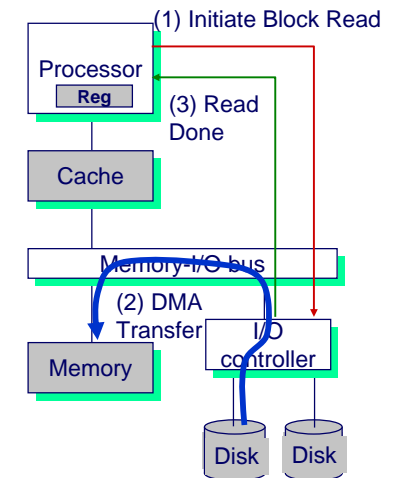 (1) Initiate Block Read
Processor
Reg
(3) Read
Done
Cache
Memory-I/O bus
(2) DMA
Transfer
I/O
controller
Memory
Disk
Disk